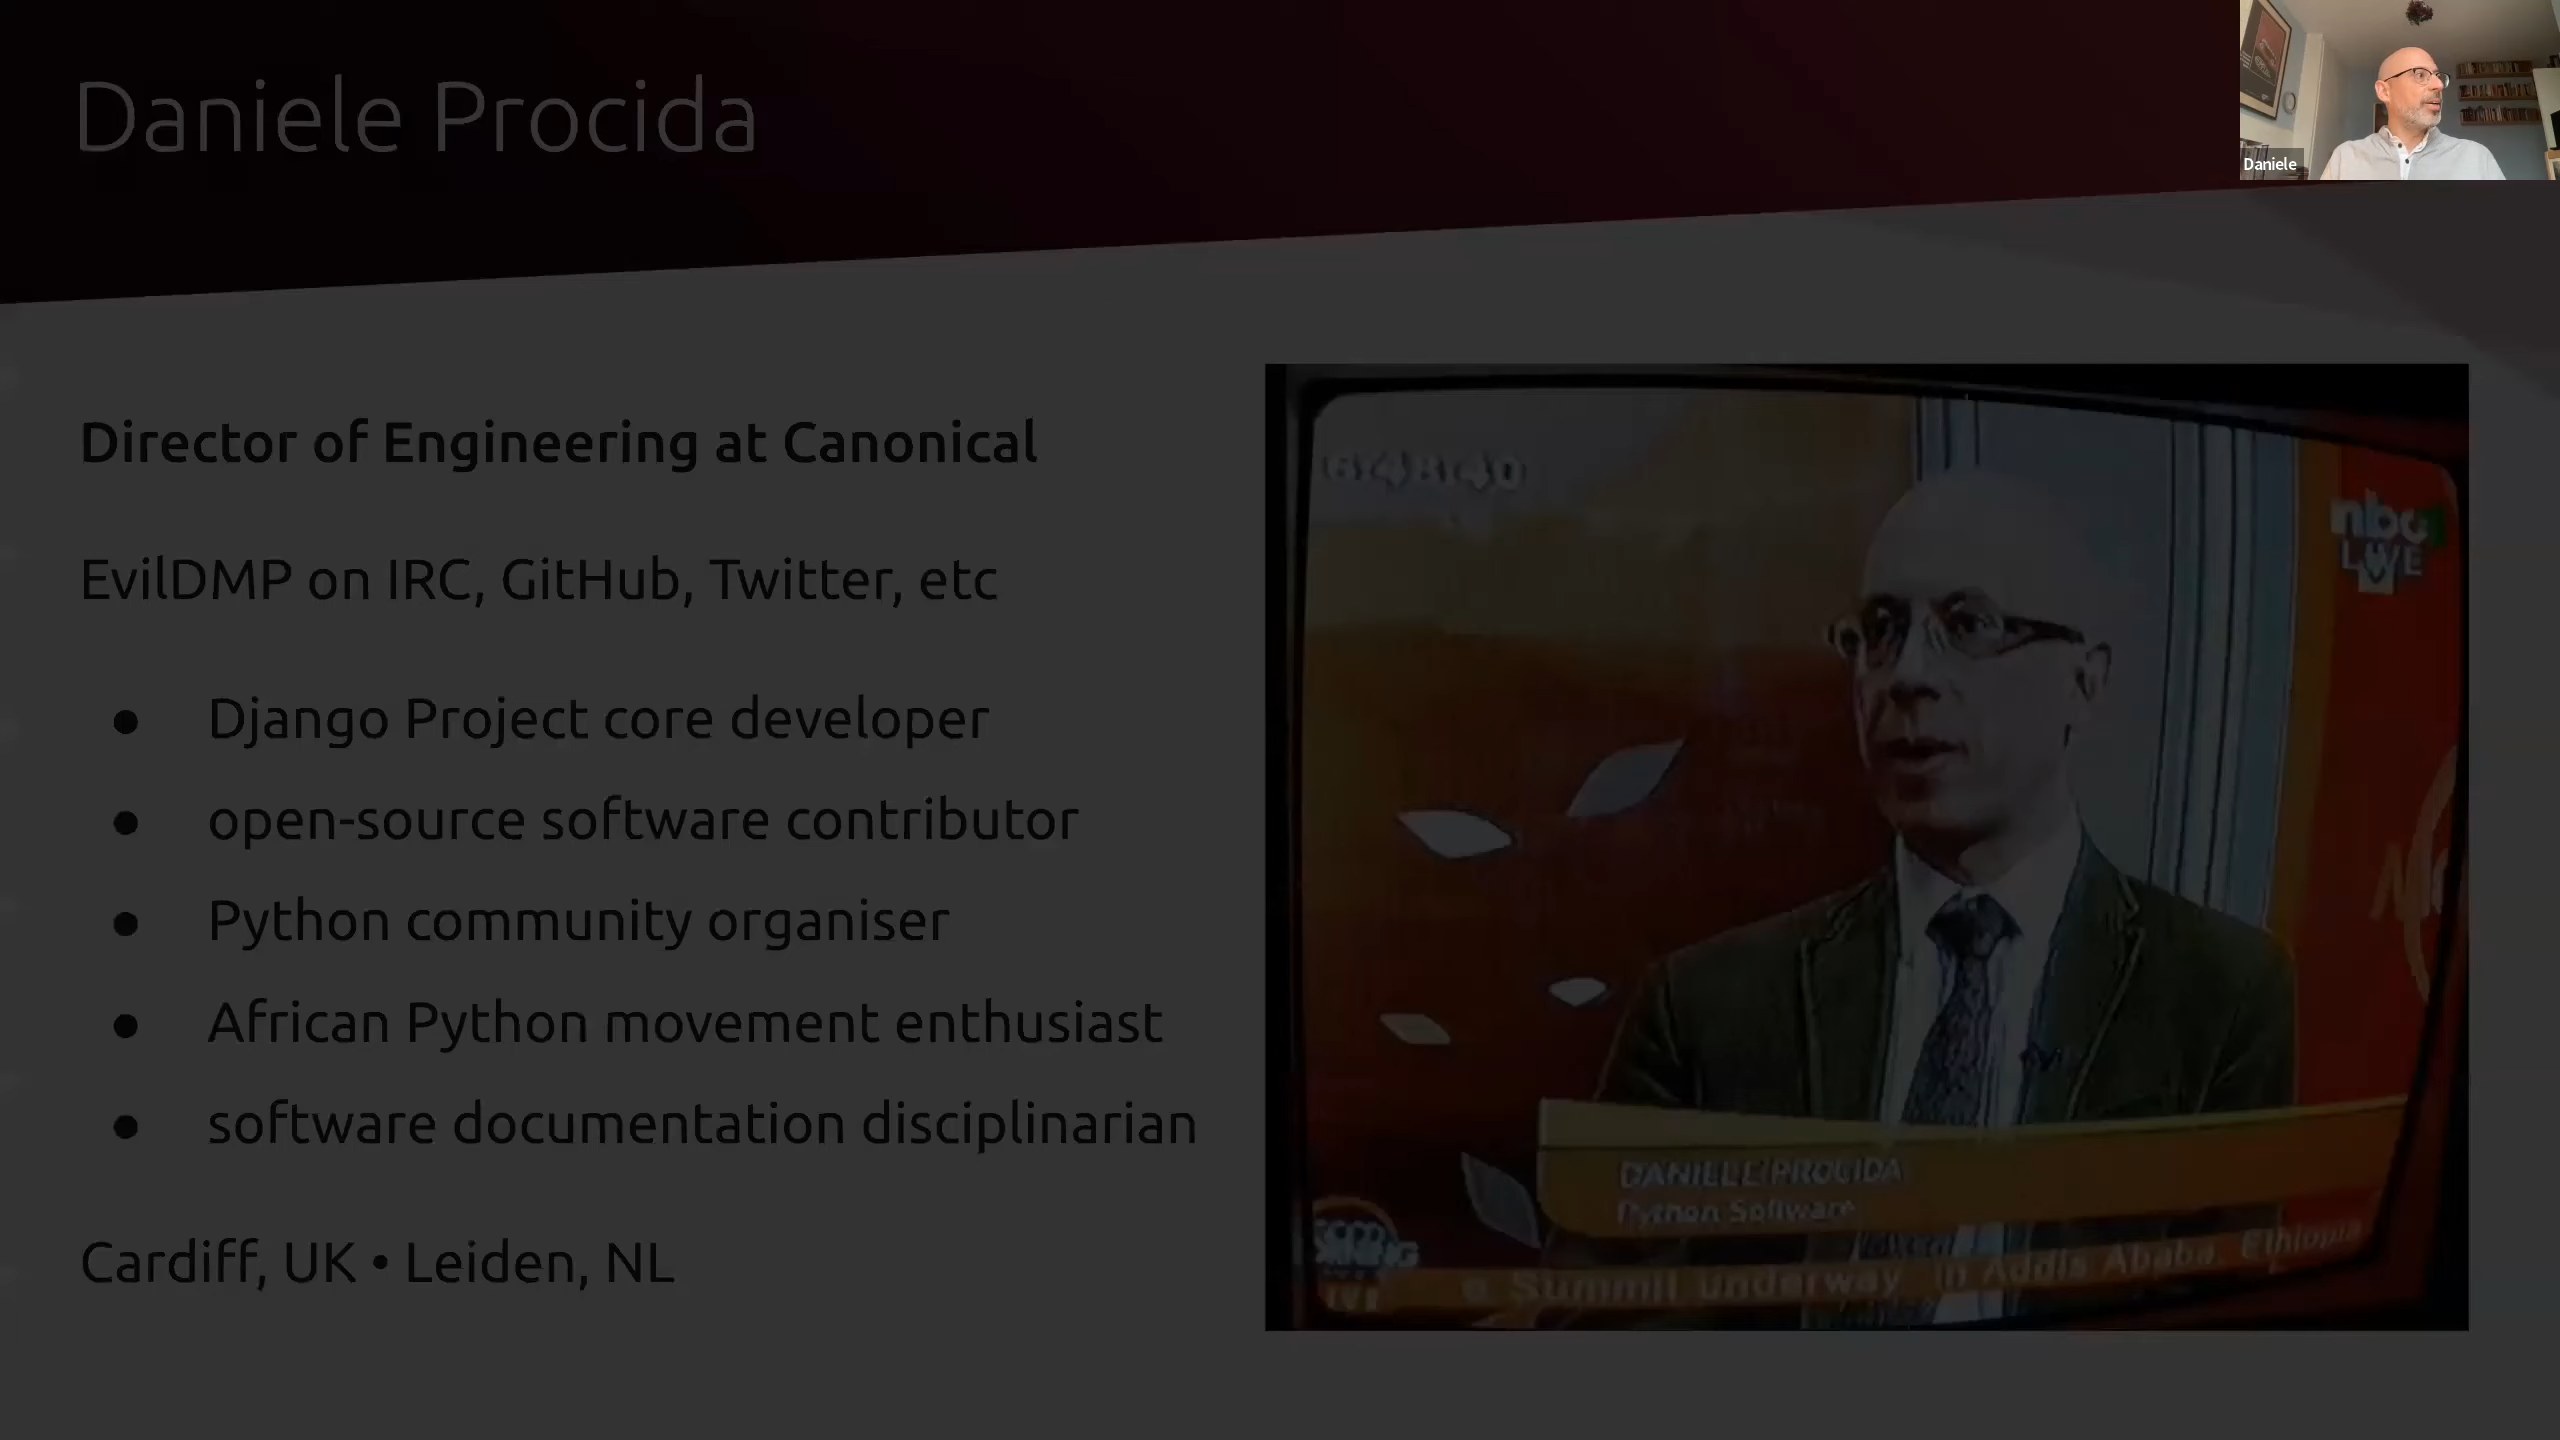 Daniele Procida
Daniele
Director of Engineering at Canonical
EvilDMP on IRC, GitHub, Twitter, etc
● Django Project core developer
● open-source software contributor
● Python community organiser
● African Python movement enthusiast
● software documentation disciplinarian
Cardiff, UK • Leiden, NL
nbc
LIVE
DANIELE PROCIDA
Python Software
Summit underway in Addis Ababa, Ethiopia